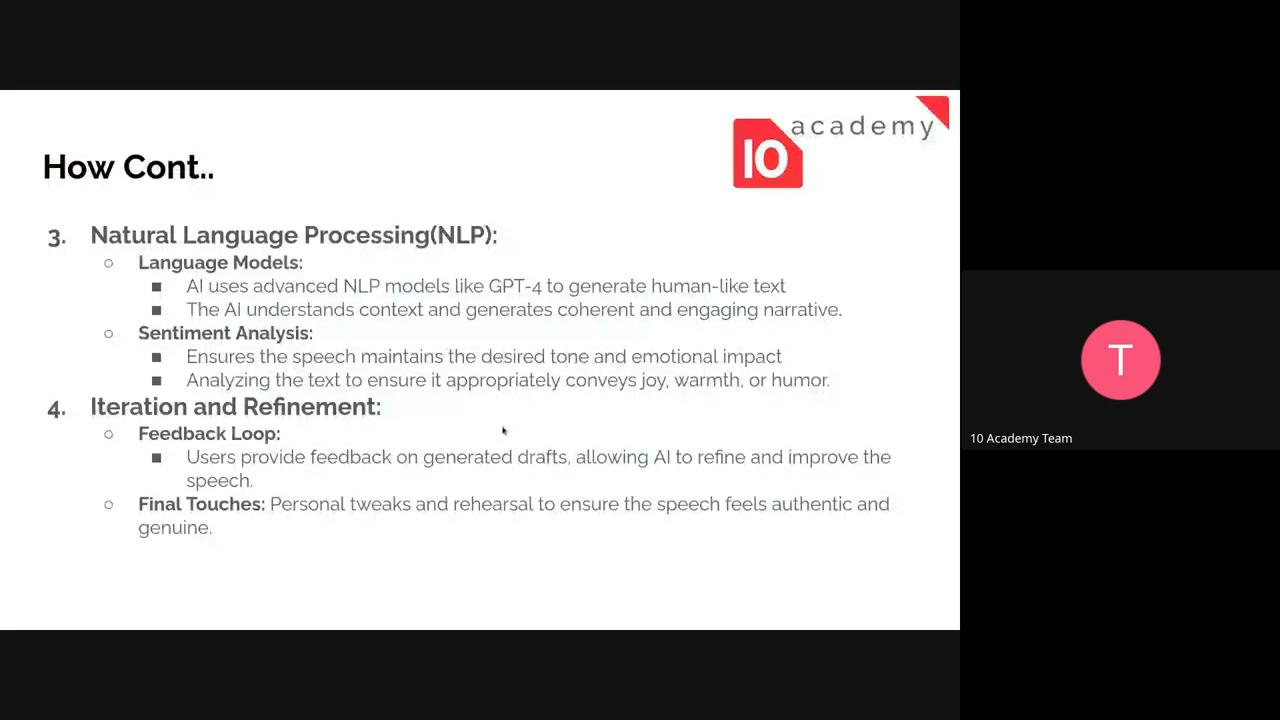 academy
10
How Cont..
3. Natural Language Processing(NLP):
○ Language Models:
■ AI uses advanced NLP models like GPT-4 to generate human-like text
■ The AI understands context and generates coherent and engaging narrative.
○ Sentiment Analysis:
■ Ensures the speech maintains the desired tone and emotional impact
■ Analyzing the text to ensure it appropriately conveys joy, warmth, or humor.
4. Iteration and Refinement:
○ Feedback Loop:
■ Users provide feedback on generated drafts, allowing AI to refine and improve the
speech.
○ Final Touches: Personal tweaks and rehearsal to ensure the speech feels authentic and
genuine.
T
10 Academy Team